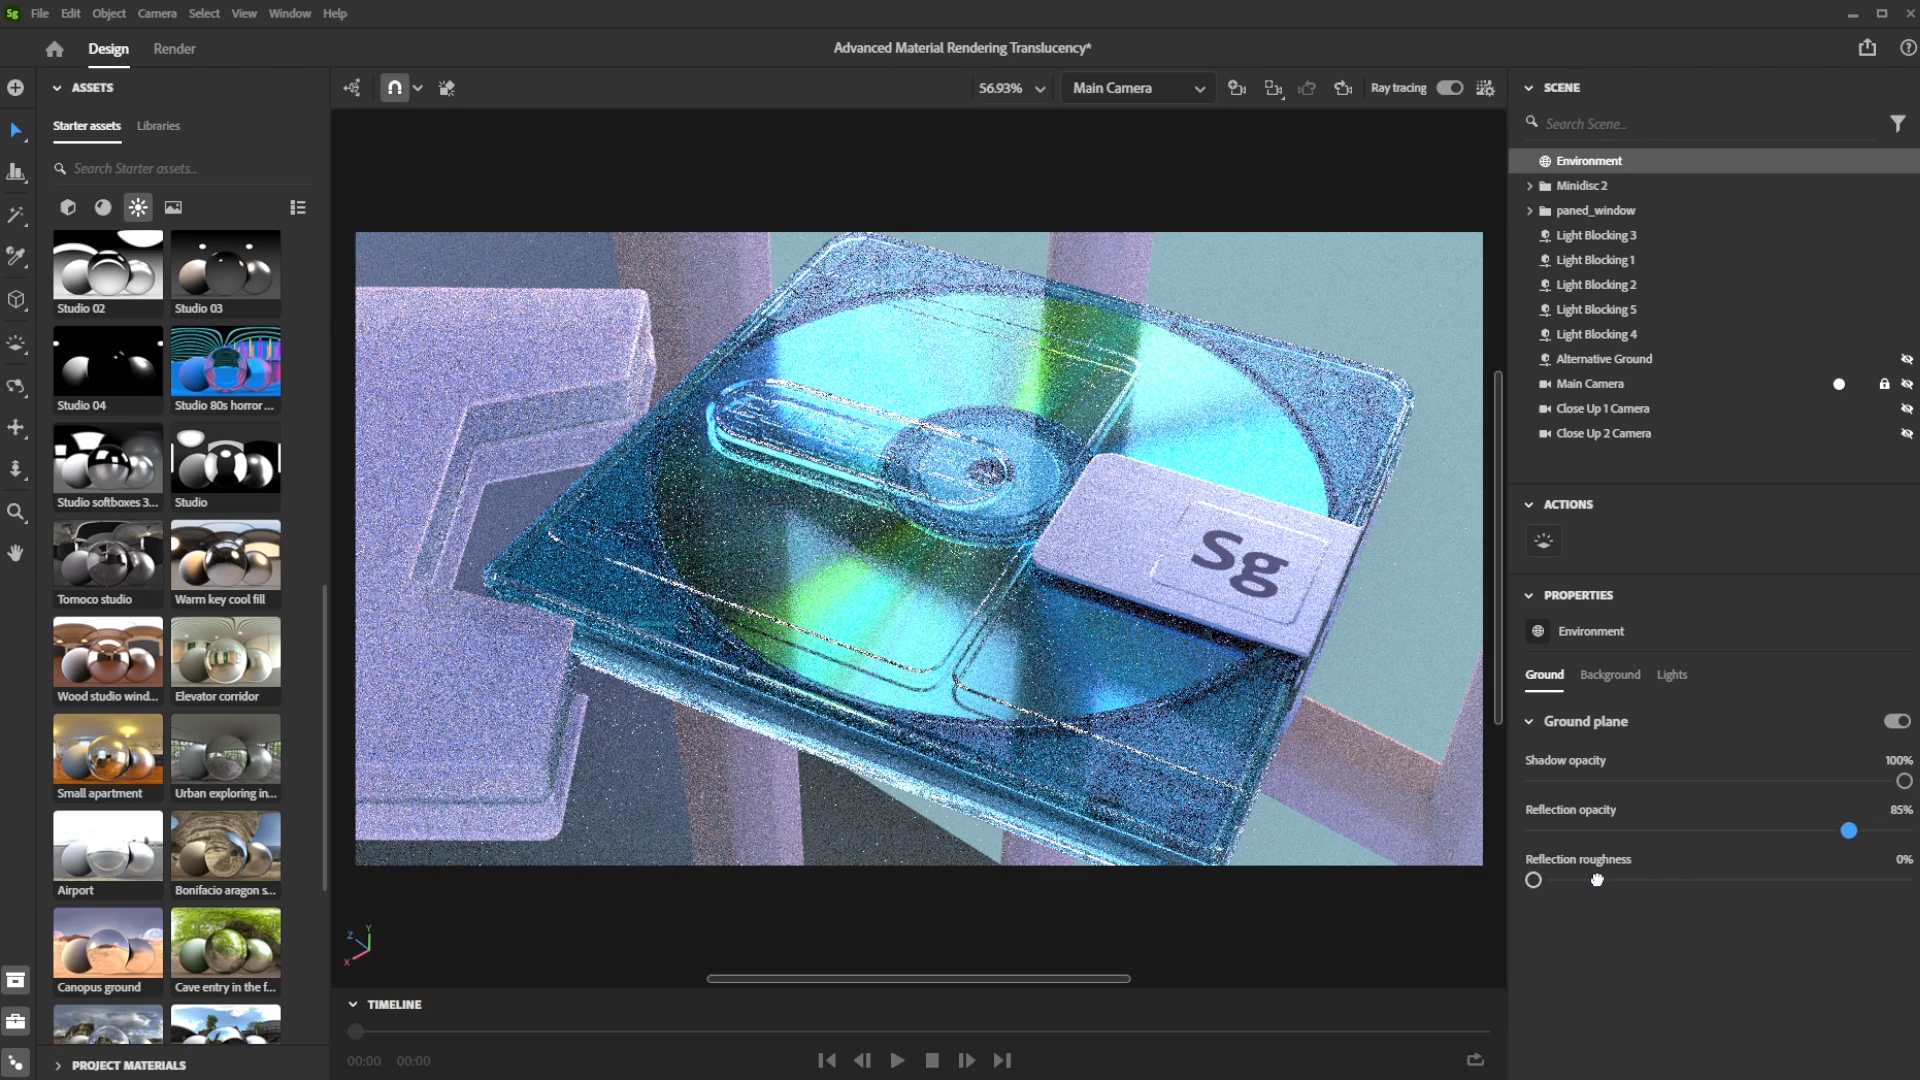 Sg File Edit Object Camera Select View Window Help
Design Render Advanced Material Rendering Translucency*
ASSETS
Starter assets Libraries
Search Starter assets...
Studio 02 Studio 03
Studio 04 Studio 80s horror...
Studio softboxes 3... Studio
Tomoco studio Warm key cool fill
Wood studio wind... Elevator corridor
Small apartment Urban exploring in...
Airport Bonifacio aragon s...
Canopus ground Cave entry in the f...
PROJECT MATERIALS
56.93% Main Camera Ray tracing
Sg
Z Y
X
TIMELINE
00:00 00:00
SCENE
Search Scene...
Environment
Minidisc 2
paned_window
Light Blocking 3
Light Blocking 1
Light Blocking 2
Light Blocking 5
Light Blocking 4
Alternative Ground
Main Camera
Close Up 1 Camera
Close Up 2 Camera
ACTIONS
PROPERTIES
Environment
Ground Background Lights
Ground plane
Shadow opacity 100%
Reflection opacity 85%
Reflection roughness 0%